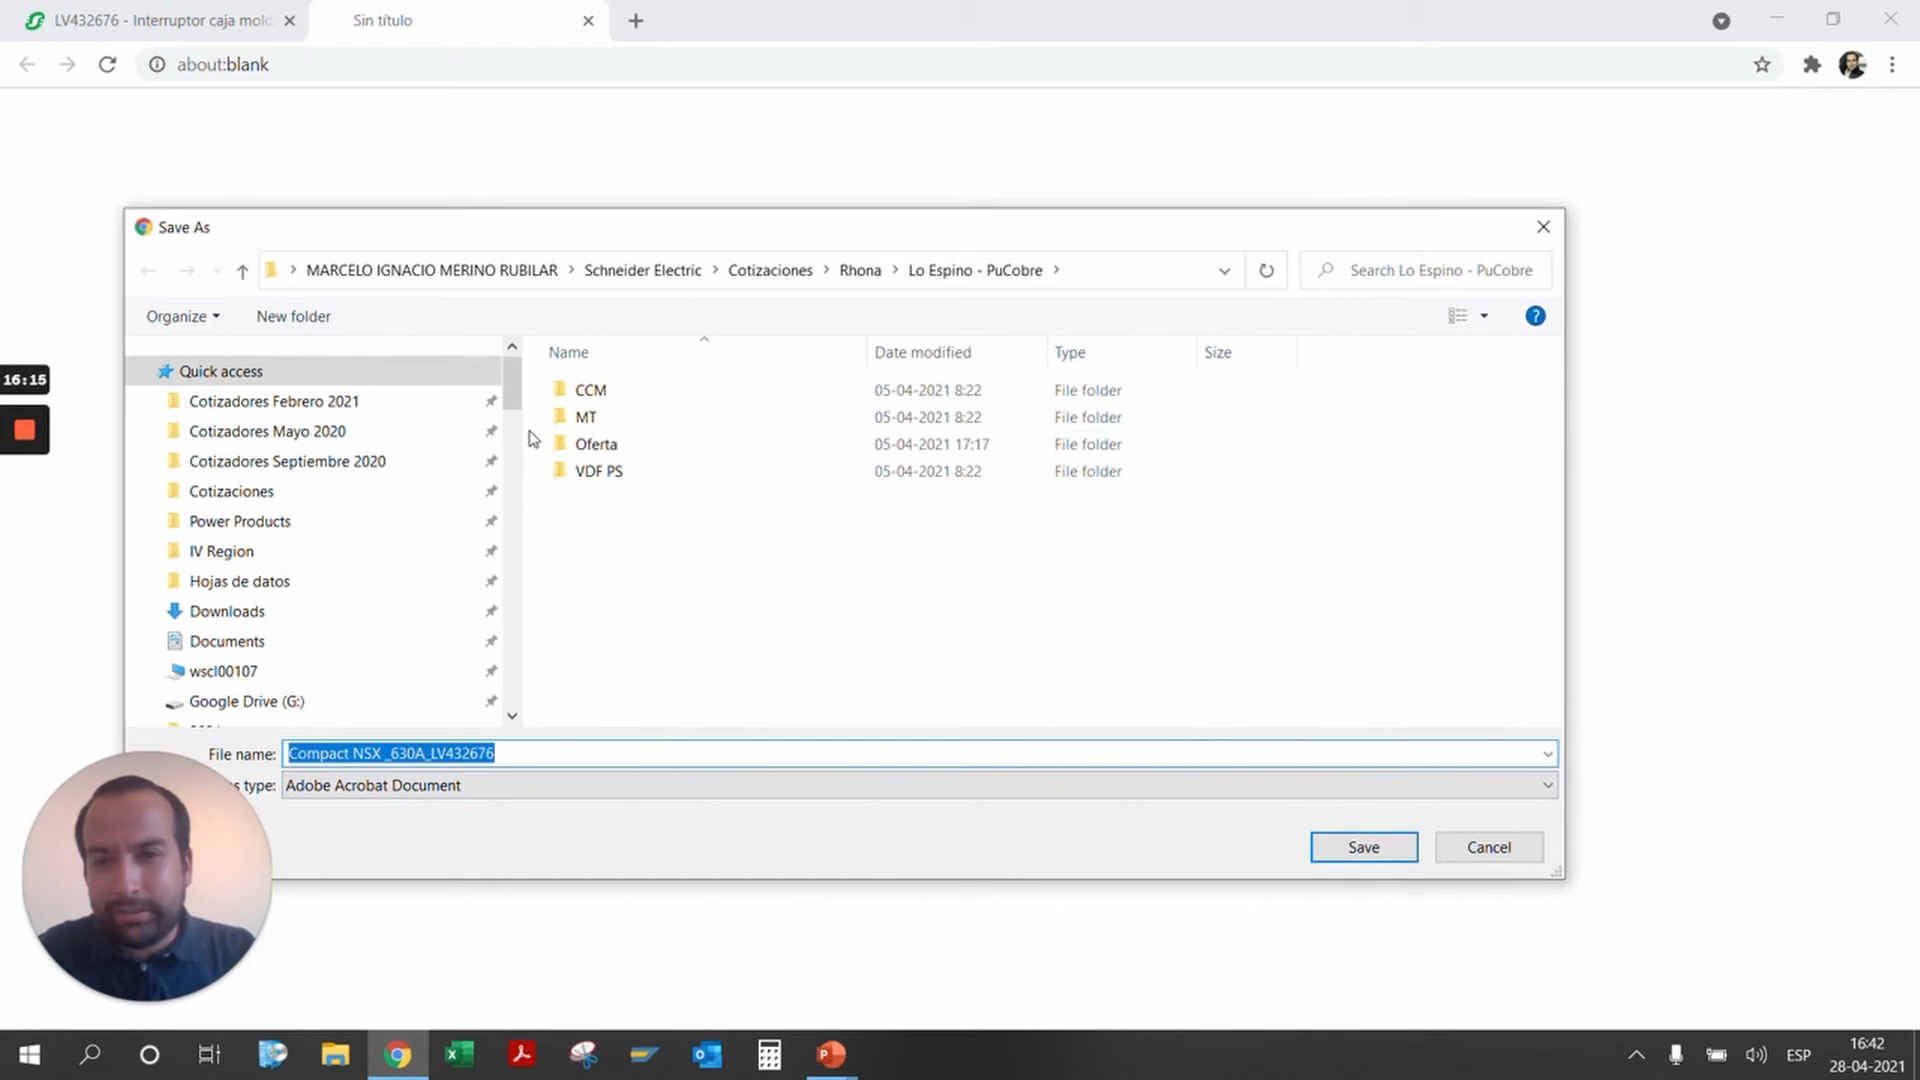 LV432676 - Interruptor caja mold
Sin título
about:blank
Save As
MARCELO IGNACIO MERINO RUBILAR > Schneider Electric > Cotizaciones > Rhona > Lo Espino - PuCobre >
Search Lo Espino - PuCobre
Organize
New folder
Name Date modified Type Size
Quick access
Cotizadores Febrero 2021
Cotizadores Mayo 2020
Cotizadores Septiembre 2020
Cotizaciones
Power Products
IV Region
Hojas de datos
Downloads
Documents
wscl00107
Google Drive (G:)
CCM 05-04-2021 8:22 File folder
MT 05-04-2021 8:22 File folder
Oferta 05-04-2021 17:17 File folder
VDF PS 05-04-2021 8:22 File folder
16:15
File name: Compact NSX _630A_LV432676
s type: Adobe Acrobat Document
Save
Cancel
ESP
16:42
28-04-2021